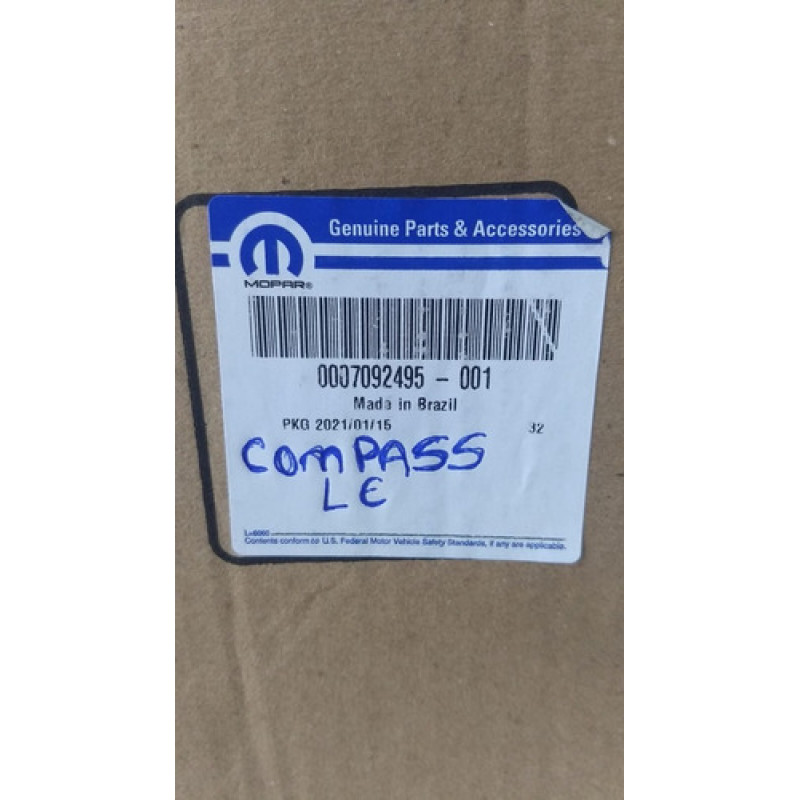 Genuine Parts & Accessories
MOPAR®
0007092495 - 001
Made in Brazil
PKG 2021/01/15 32
COMPASS
LE
Contents conform to U.S. Federal Motor Vehicle Safety Standards, if any are applicable.